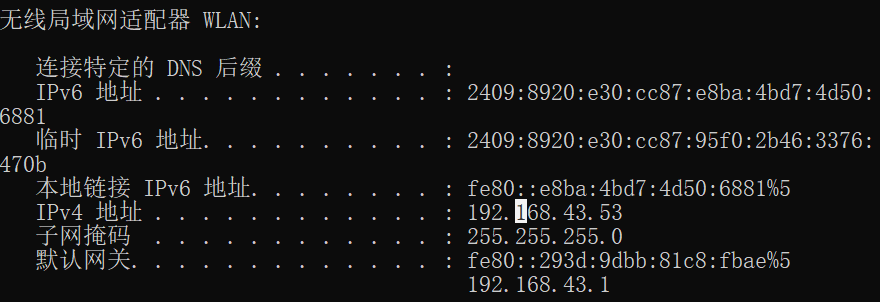 无线局域网适配器 WLAN:
连接特定的 DNS 后缀 . . . . . . . :
IPv6 地址 . . . . . . . . . . . . : 2409:8920:e30:cc87:e8ba:4bd7:4d50:
6881
临时 IPv6 地址. . . . . . . . . . : 2409:8920:e30:cc87:95f0:2b46:3376:
470b
本地链接 IPv6 地址. . . . . . . . : fe80::e8ba:4bd7:4d50:6881%5
IPv4 地址 . . . . . . . . . . . . : 192.168.43.53
子网掩码  . . . . . . . . . . . . : 255.255.255.0
默认网关. . . . . . . . . . . . . : fe80::293d:9dbb:81c8:fbae%5
192.168.43.1